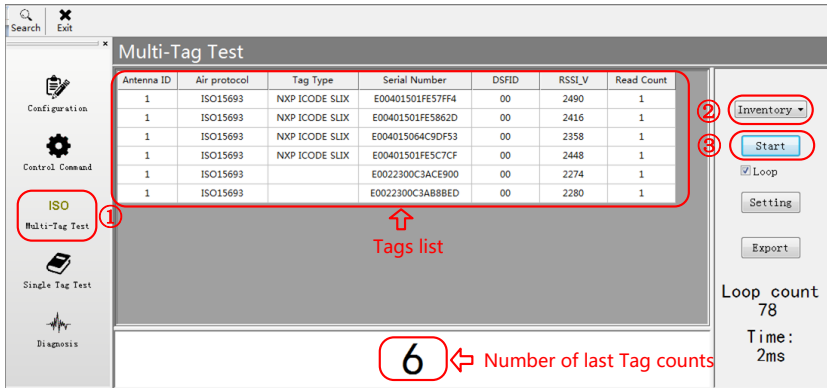 Search Exit
Multi-Tag Test
Configuration
Control Command
ISO
Multi-Tag Test
①
Single Tag Test
Diagnosis
Antenna ID Air protocol Tag Type Serial Number DSFID RSSI_V Read Count
1 ISO15693 NXP ICODE SLIX E00401501FE57FF4 00 2490 1
1 ISO15693 NXP ICODE SLIX E00401501FE5862D 00 2416 1
1 ISO15693 NXP ICODE SLIX E004015064C9DF53 00 2358 1
1 ISO15693 NXP ICODE SLIX E00401501FE5C7CF 00 2448 1
1 ISO15693 E0022300C3ACE900 00 2274 1
1 ISO15693 E0022300C3AB8BED 00 2280 1
Tags list
② Inventory
③ Start
Loop
Setting
Export
Loop count
78
Time:
2ms
6 Number of last Tag counts